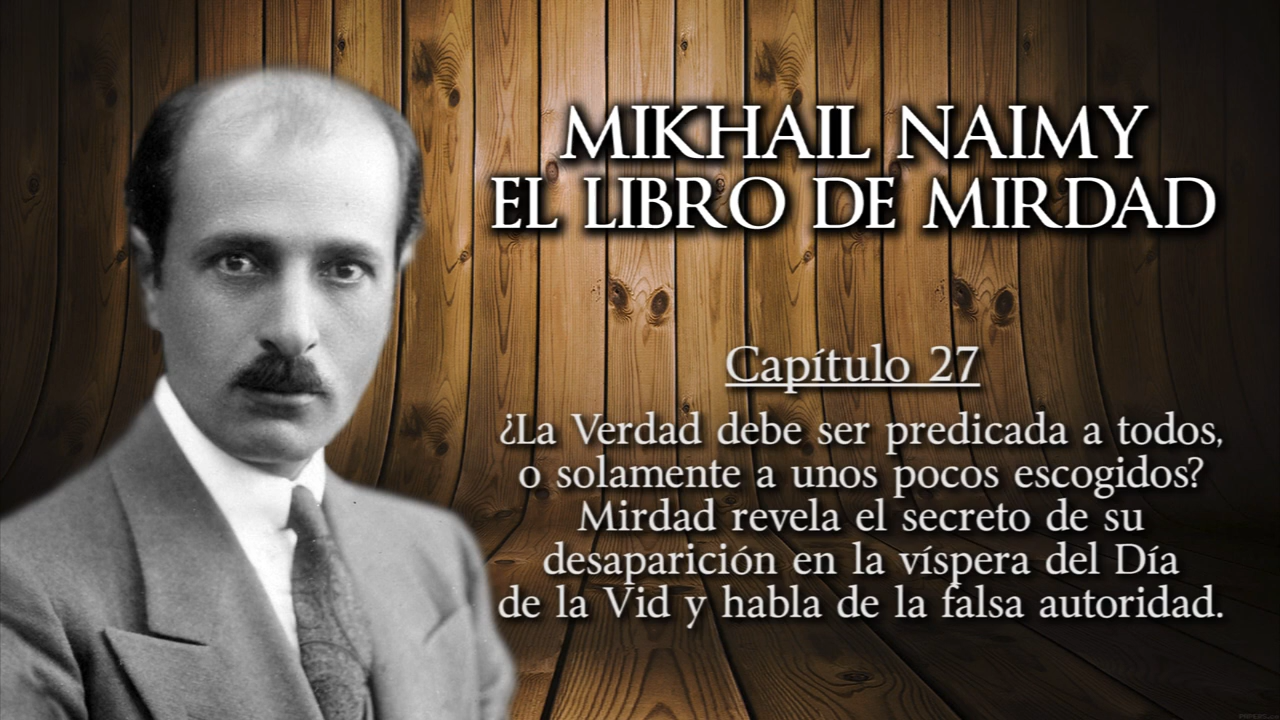 MIKHAIL NAIMY
EL LIBRO DE MIRDAD
Capítulo 27
¿La Verdad debe ser predicada a todos,
o solamente a unos pocos escogidos?
Mirdad revela el secreto de su
desaparición en la víspera del Día
de la Vid y habla de la falsa autoridad.